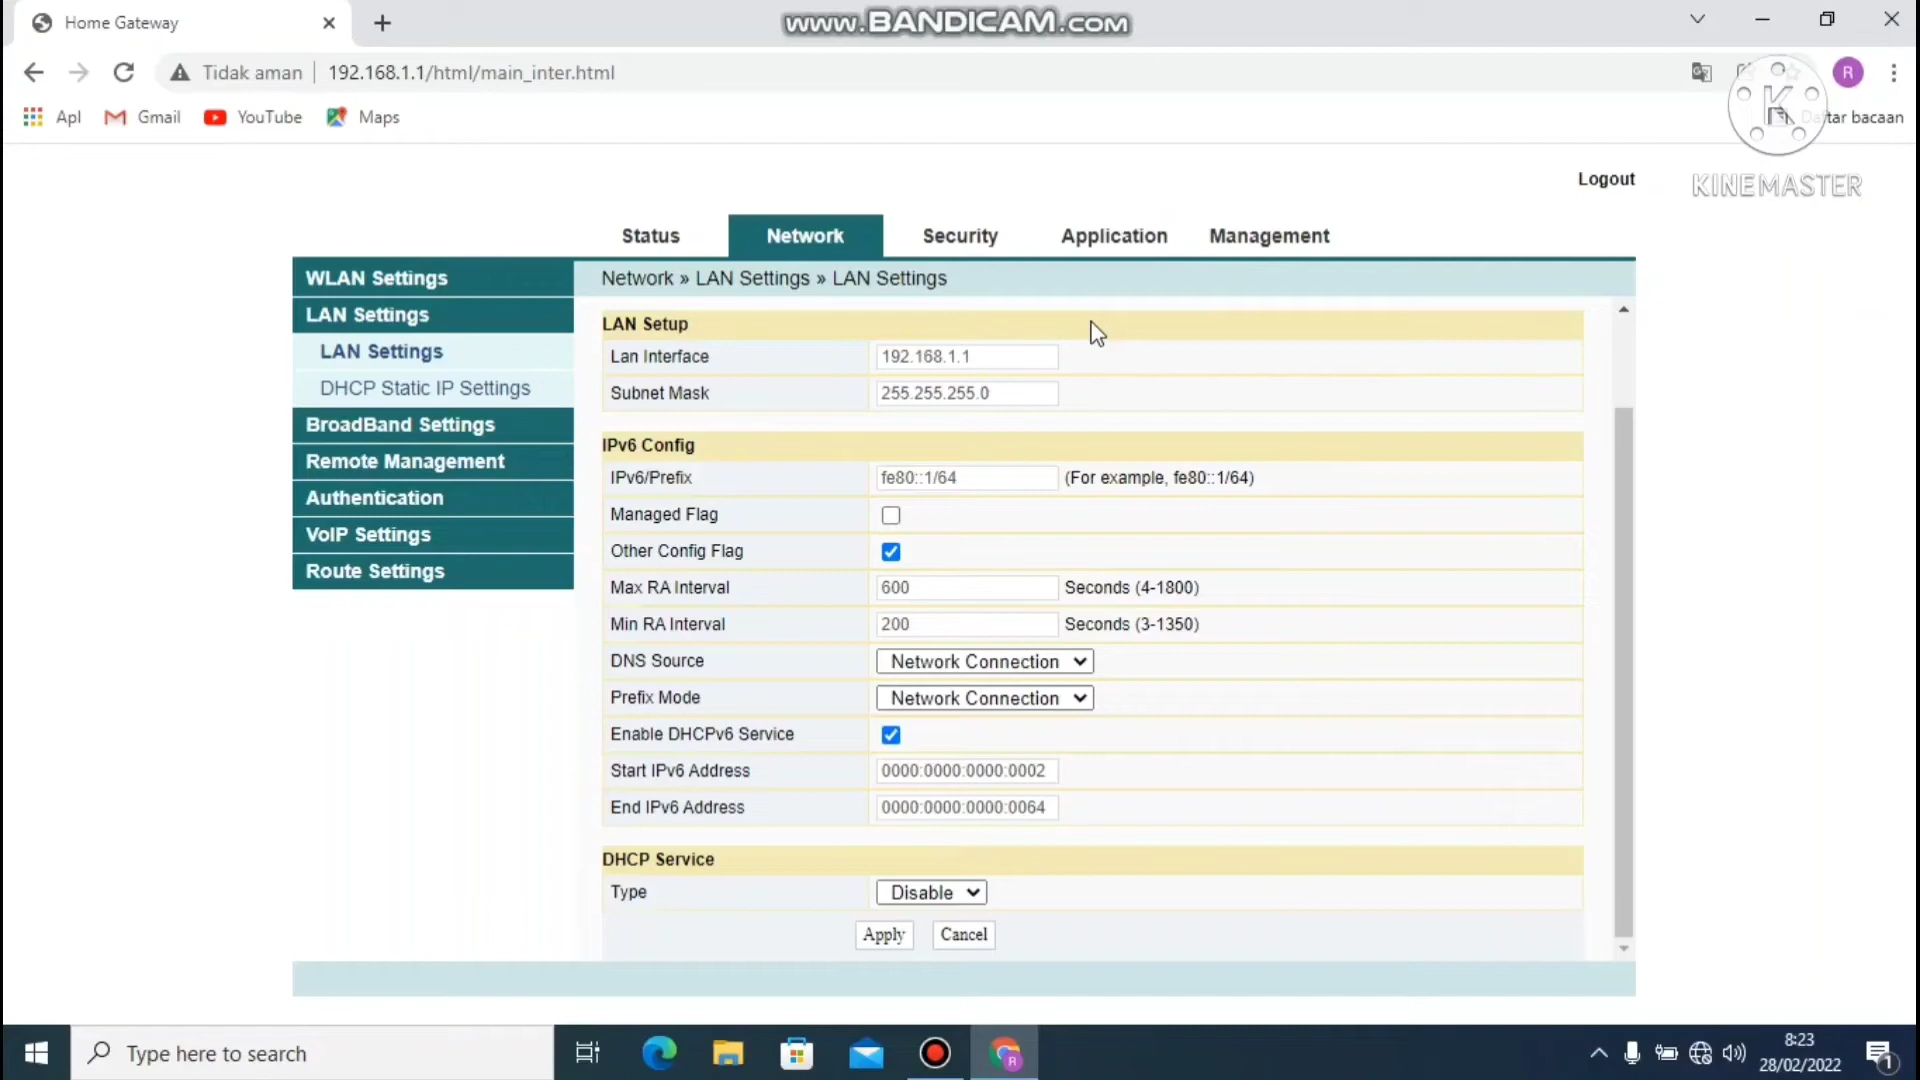 Home Gateway
www.BANDICAM.com
Tidak aman
192.168.1.1/html/main_inter.html
R
Apl
Gmail
YouTube
Maps
tar bacaan
K
KINEMASTER
Logout
Status
Network
Security
Application
Management
WLAN Settings
LAN Settings
LAN Settings
DHCP Static IP Settings
BroadBand Settings
Remote Management
Authentication
VoIP Settings
Route Settings
Network » LAN Settings » LAN Settings
LAN Setup
Lan Interface 192.168.1.1
Subnet Mask 255.255.255.0
IPv6 Config
IPv6/Prefix fe80::1/64 (For example, fe80::1/64)
Managed Flag
Other Config Flag
Max RA Interval 600 Seconds (4-1800)
Min RA Interval 200 Seconds (3-1350)
DNS Source Network Connection
Prefix Mode Network Connection
Enable DHCPv6 Service
Start IPv6 Address 0000:0000:0000:0002
End IPv6 Address 0000:0000:0000:0064
DHCP Service
Type Disable
Apply Cancel
Type here to search
R
8:23
28/02/2022
1